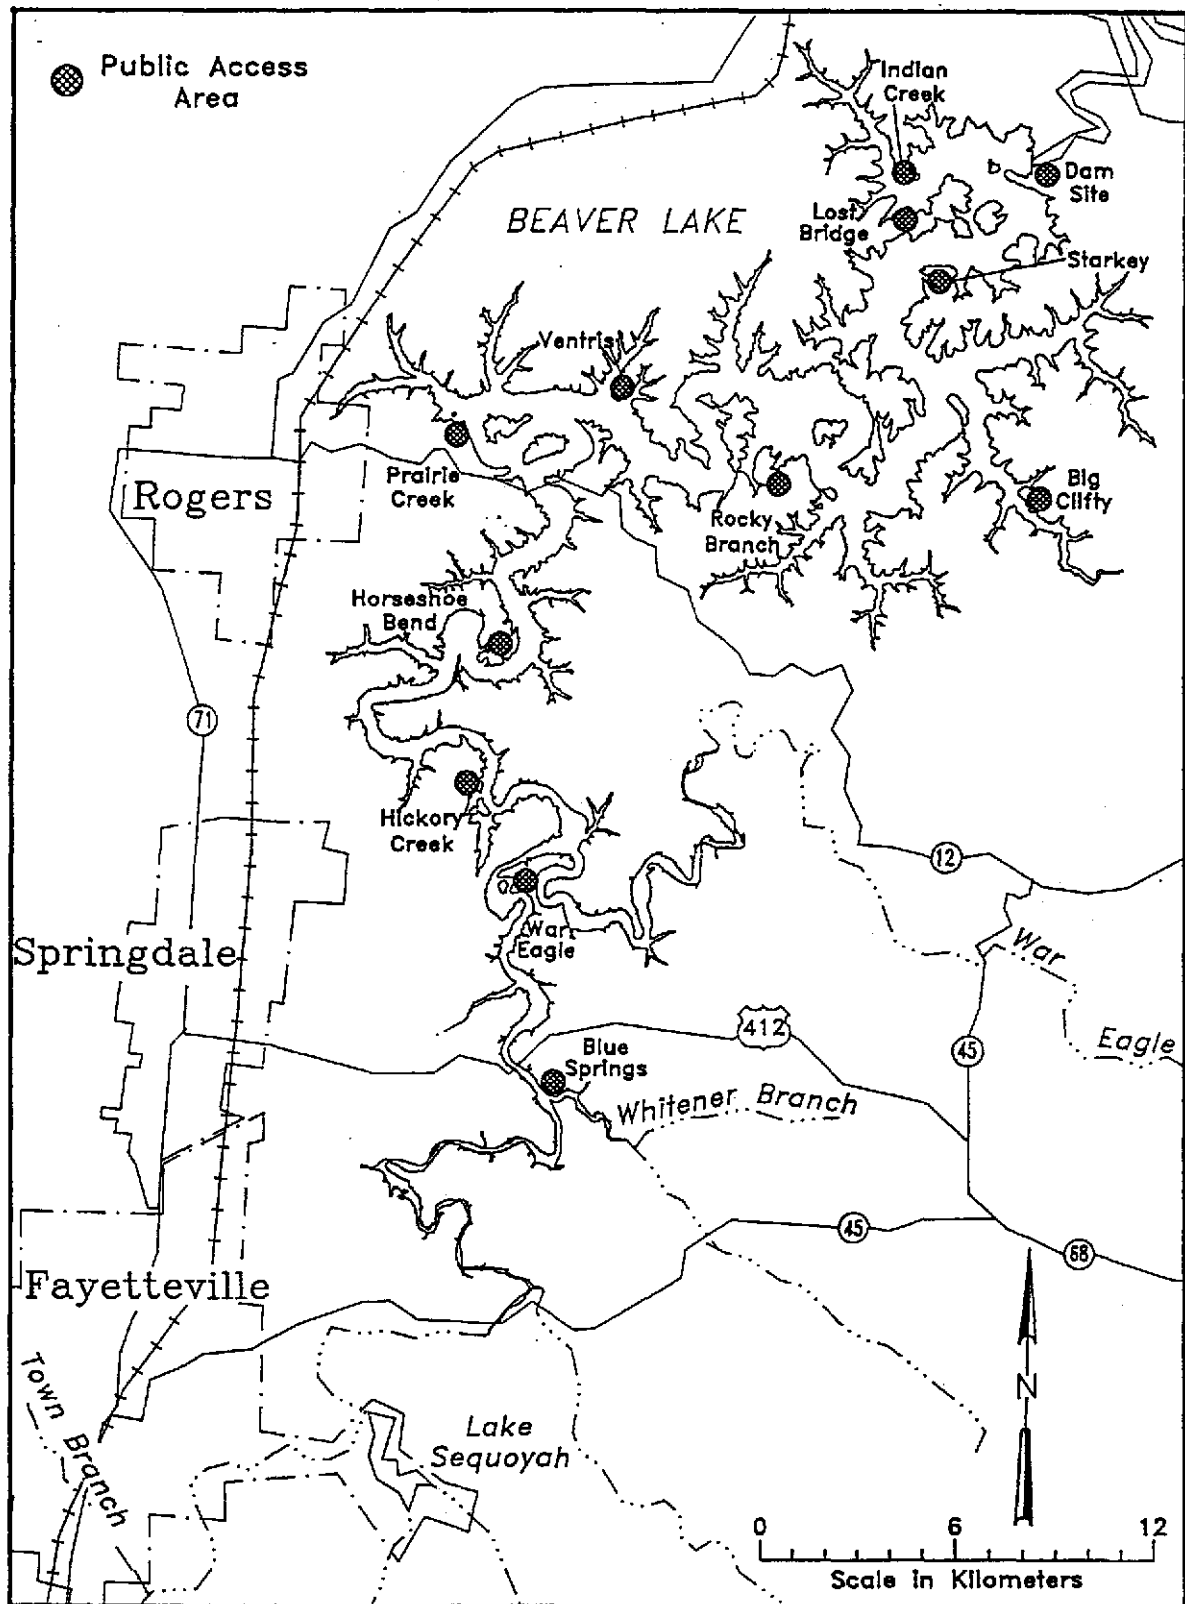 Public Access
Area
Indian
Creek
Dam
Site
Lost
Bridge
BEAVER LAKE
Starkey
Ventris
Prairie
Creek
Rogers
Rocky
Branch
Big
Clifty
Horseshoe
Bend
71
Hickory
Creek
12
War
Eagle
Springdale
War
Eagle
412
45
Blue
Springs
Whitener Branch
45
68
Fayetteville
Town Branch
Lake
Sequoyah
N
0 6 12
Scale in Kilometers